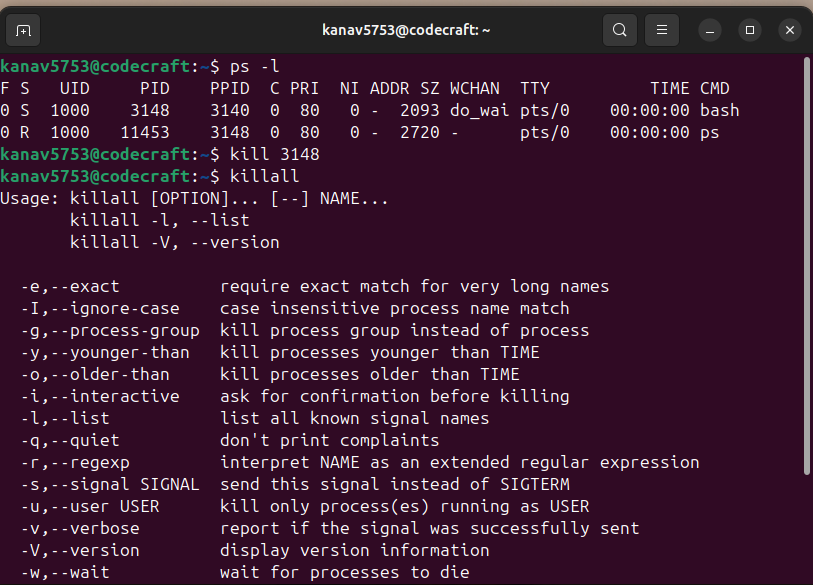 kanav5753@codecraft: ~
kanav5753@codecraft:~$ ps -l
F S   UID     PID    PPID  C PRI  NI ADDR SZ WCHAN  TTY          TIME CMD
0 S  1000    3148    3140  0  80   0 -  2093 do_wai pts/0    00:00:00 bash
0 R  1000   11453    3148  0  80   0 -  2720 -      pts/0    00:00:00 ps
kanav5753@codecraft:~$ kill 3148
kanav5753@codecraft:~$ killall
Usage: killall [OPTION]... [--] NAME...
       killall -l, --list
       killall -V, --version

  -e,--exact          require exact match for very long names
  -I,--ignore-case    case insensitive process name match
  -g,--process-group  kill process group instead of process
  -y,--younger-than   kill processes younger than TIME
  -o,--older-than     kill processes older than TIME
  -i,--interactive    ask for confirmation before killing
  -l,--list           list all known signal names
  -q,--quiet          don't print complaints
  -r,--regexp         interpret NAME as an extended regular expression
  -s,--signal SIGNAL  send this signal instead of SIGTERM
  -u,--user USER      kill only process(es) running as USER
  -v,--verbose        report if the signal was successfully sent
  -V,--version        display version information
  -w,--wait           wait for processes to die